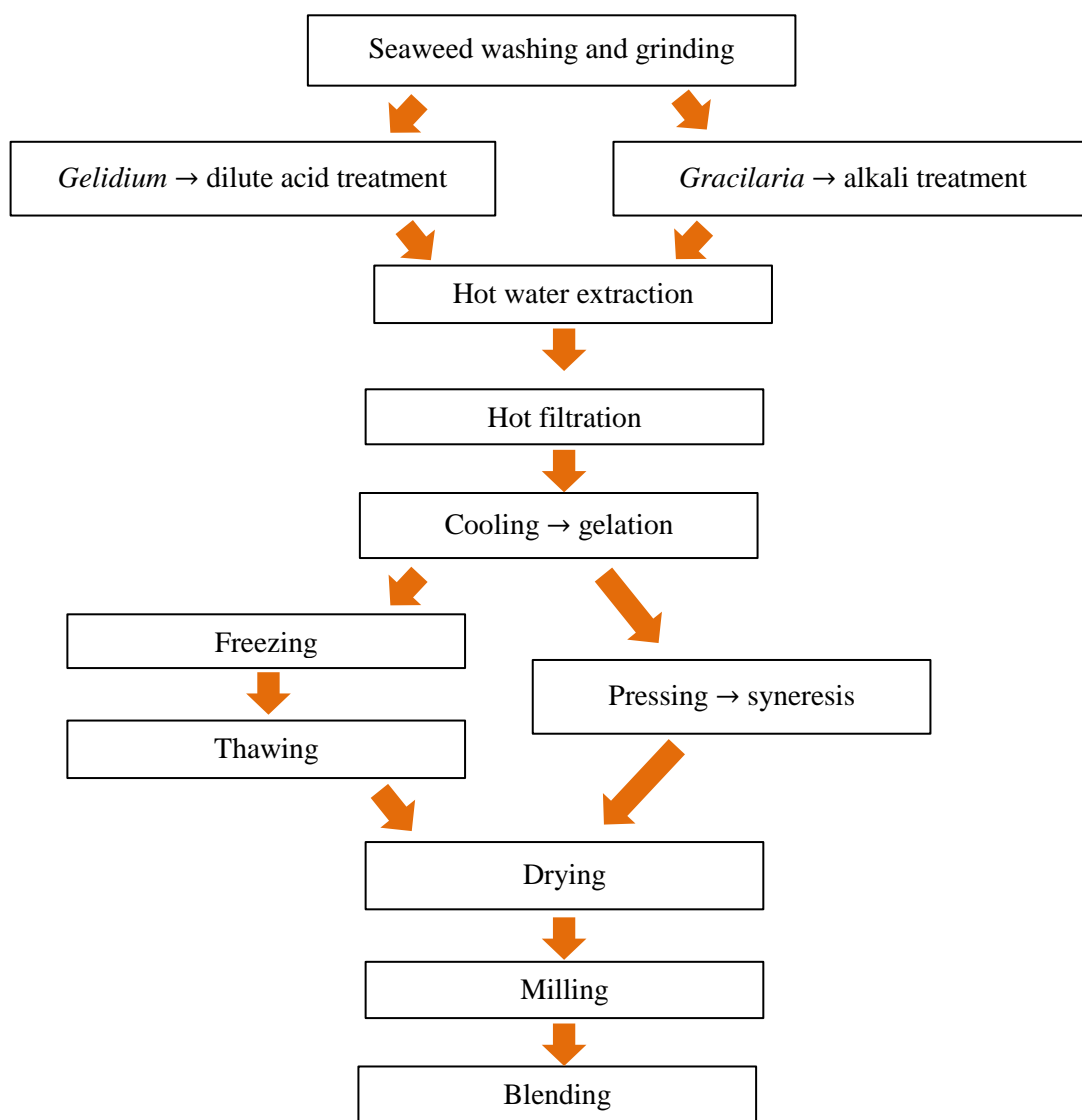 Seaweed washing and grinding
Gelidium → dilute acid treatment
Gracilaria → alkali treatment
Hot water extraction
Hot filtration
Cooling → gelation
Freezing
Pressing → syneresis
Thawing
Drying
Milling
Blending